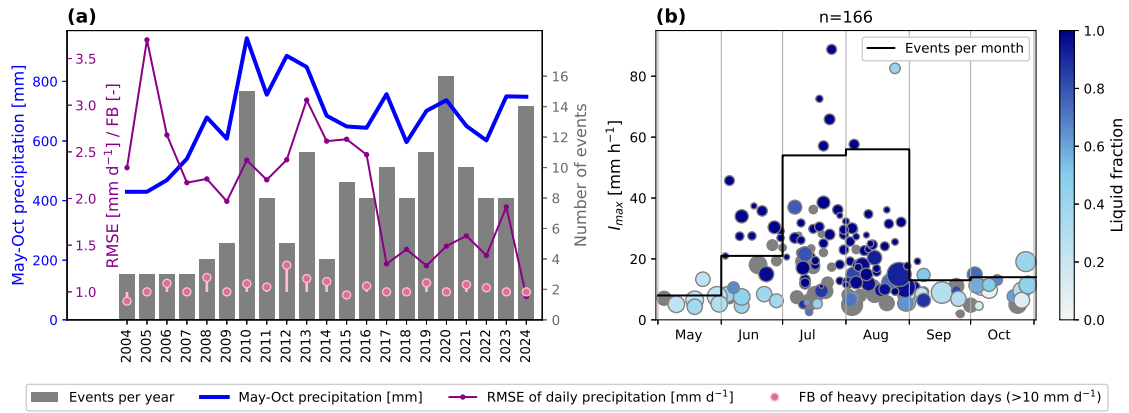 (a)
(b)
n=166
May-Oct precipitation [mm]
800
600
400
200
0
RMSE [mm d⁻¹] / FB [-]
3.5
3.0
2.5
2.0
1.5
1.0
Number of events
16
14
12
10
8
6
4
2
0
2004 2005 2006 2007 2008 2009 2010 2011 2012 2013 2014 2015 2016 2017 2018 2019 2020 2021 2022 2023 2024
I_max [mm h⁻¹]
80
60
40
20
0
Events per month
May Jun Jul Aug Sep Oct
1.0
0.8
0.6
0.4
0.2
0.0
Liquid fraction
Events per year May-Oct precipitation [mm] RMSE of daily precipitation [mm d⁻¹] FB of heavy precipitation days (>10 mm d⁻¹)